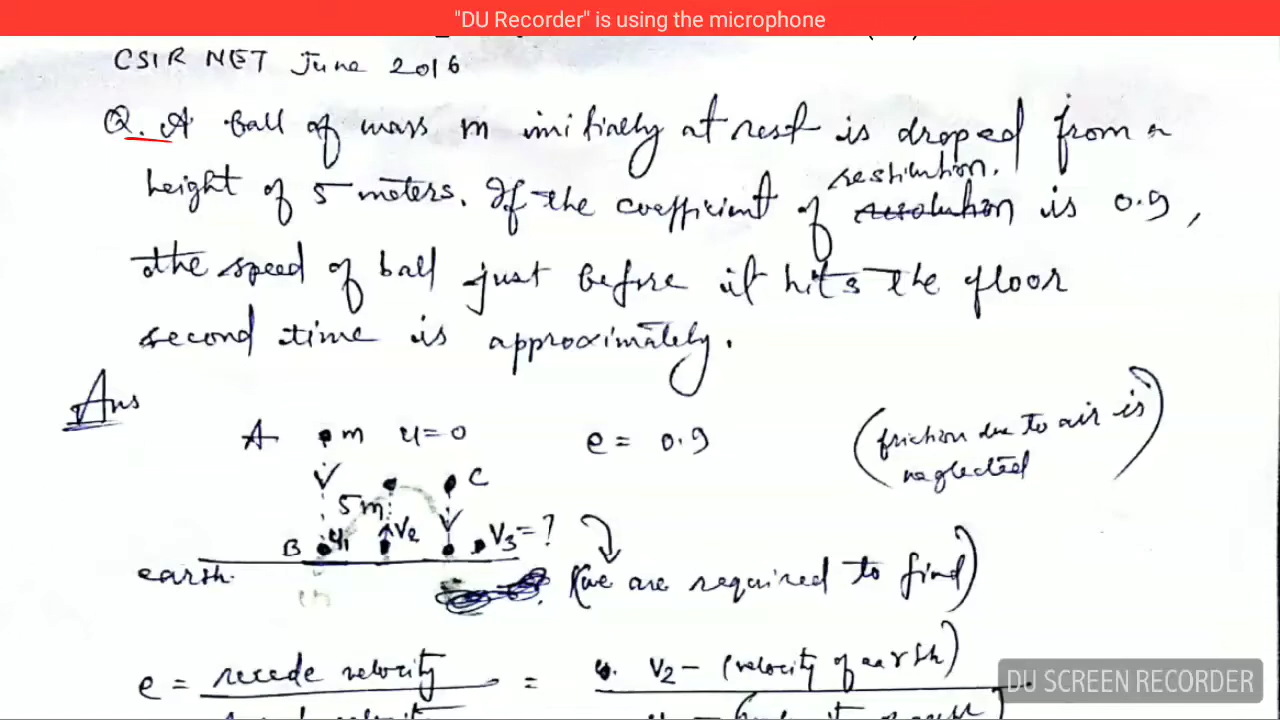 "DU Recorder" is using the microphone
CSIR NET June 2016
Q. A ball of mass m initially at rest is droped from a
height of 5 meters. If the coefficient of restitution. is 0.9,
the speed of ball just before it hits the floor
second time is approximately.
Ans
A m u=0 e = 0.9 (friction due to air is
neglected)
C
5m
B u1 V2 V3=?
earth. (we are required to find)
e = recede velocity = V2 - (velocity of earth)
DU SCREEN RECORDER